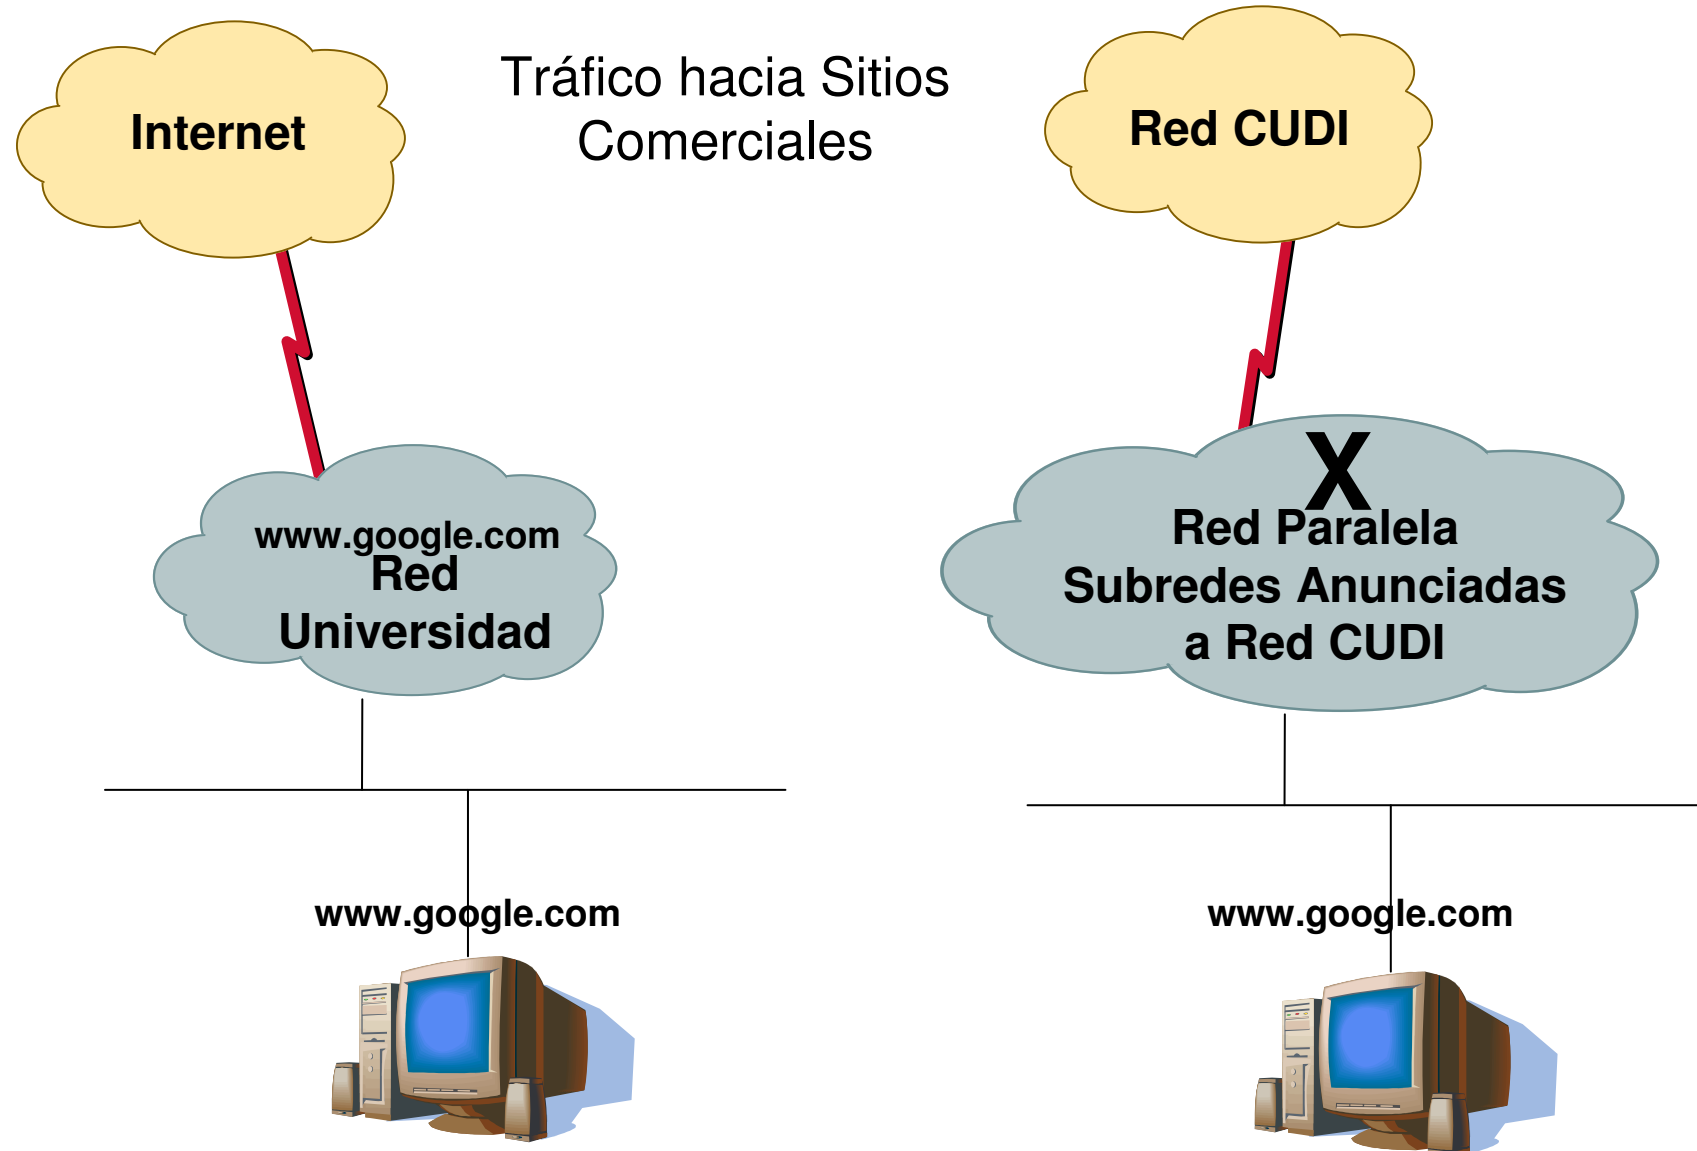 Tráfico hacia Sitios
Comerciales
Internet
Red CUDI
www.google.com
Red
Universidad
X
Red Paralela
Subredes Anunciadas
a Red CUDI
www.google.com
www.google.com